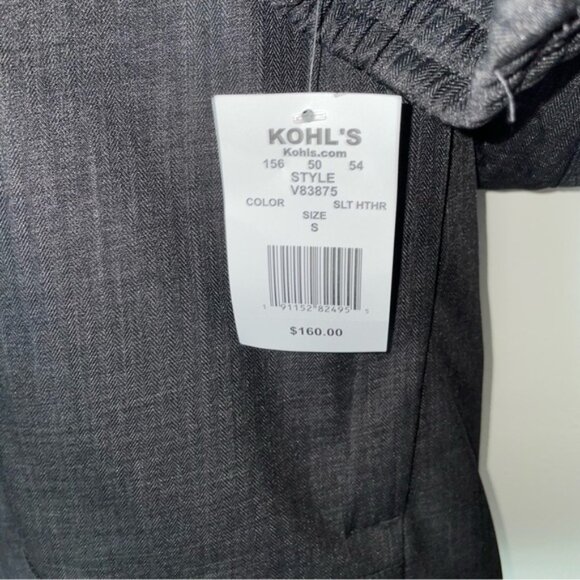 KOHL'S
Kohls.com
156 50 54
STYLE
V83875
COLOR SLT HTHR
SIZE
S
1 91152 82495 5
$160.00